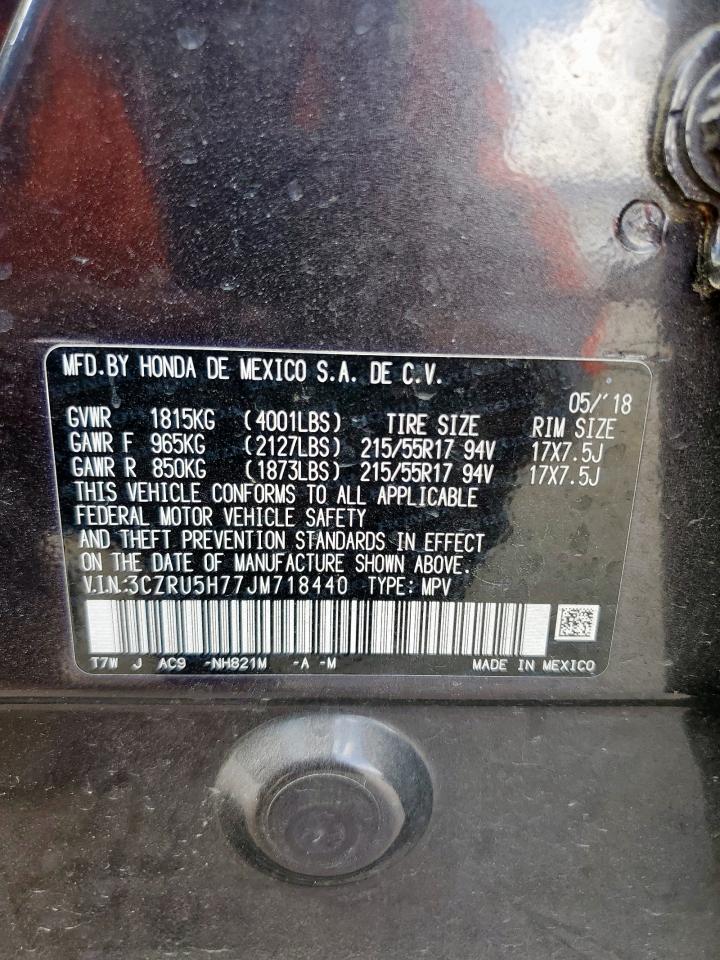 MFD.BY HONDA DE MEXICO S.A. DE C.V.
05/'18
GVWR 1815KG (4001LBS) TIRE SIZE RIM SIZE
GAWR F 965KG (2127LBS) 215/55R17 94V 17X7.5J
GAWR R 850KG (1873LBS) 215/55R17 94V 17X7.5J
THIS VEHICLE CONFORMS TO ALL APPLICABLE
FEDERAL MOTOR VEHICLE SAFETY
AND THEFT PREVENTION STANDARDS IN EFFECT
ON THE DATE OF MANUFACTURE SHOWN ABOVE.
V.I.N.:3CZRU5H77JM718440 TYPE: MPV
T7W J AC9 -NH821M -A -M MADE IN MEXICO